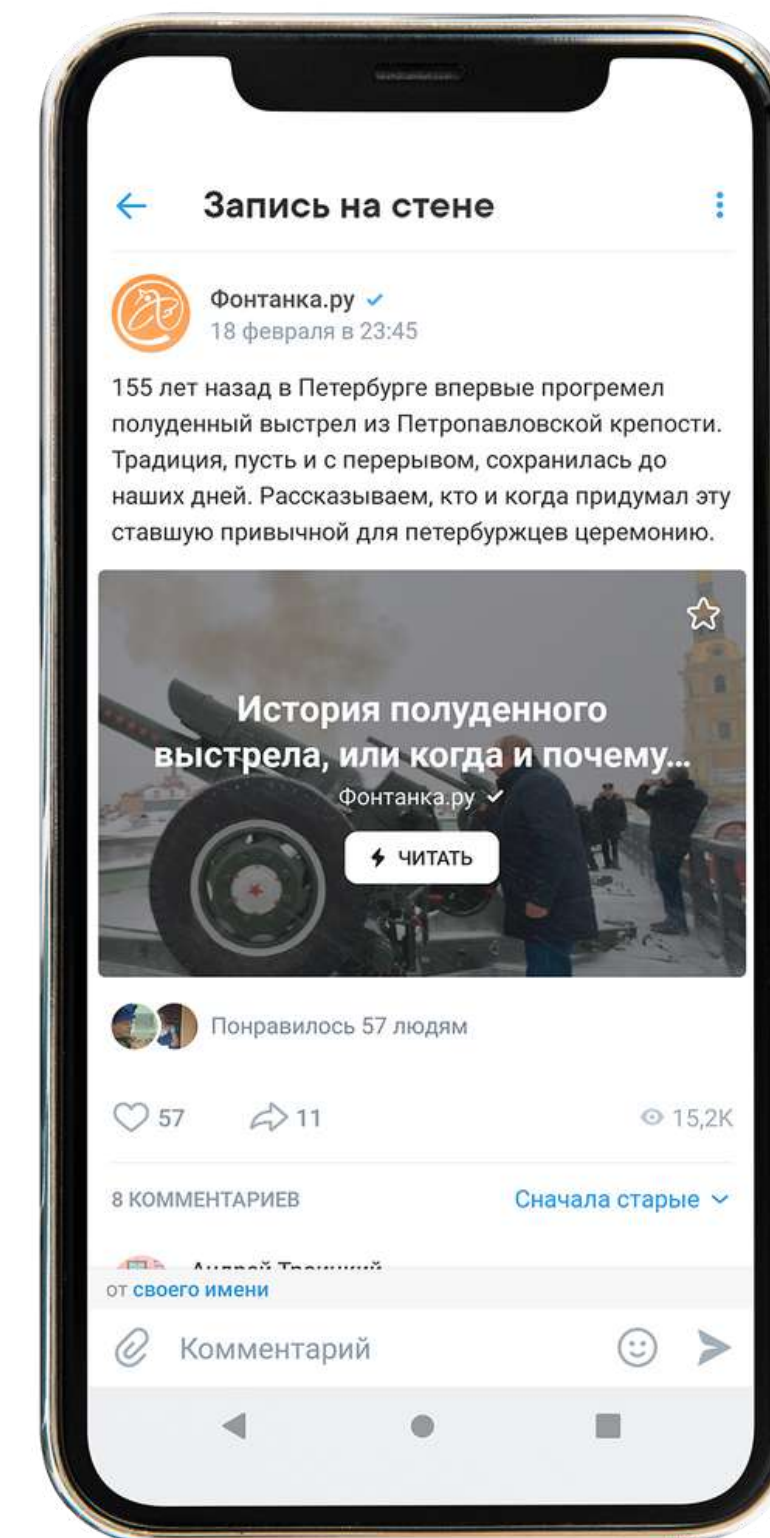 Запись на стене
Фонтанка.ру
18 февраля в 23:45
155 лет назад в Петербурге впервые прогремел
полуденный выстрел из Петропавловской крепости.
Традиция, пусть и с перерывом, сохранилась до
наших дней. Рассказываем, кто и когда придумал эту
ставшую привычной для петербуржцев церемонию.
История полуденного
выстрела, или когда и почему...
Фонтанка.ру
ЧИТАТЬ
Понравилось 57 людям
57 11 15,2K
8 КОММЕНТАРИЕВ Сначала старые
Андрей
от своего имени
Комментарий